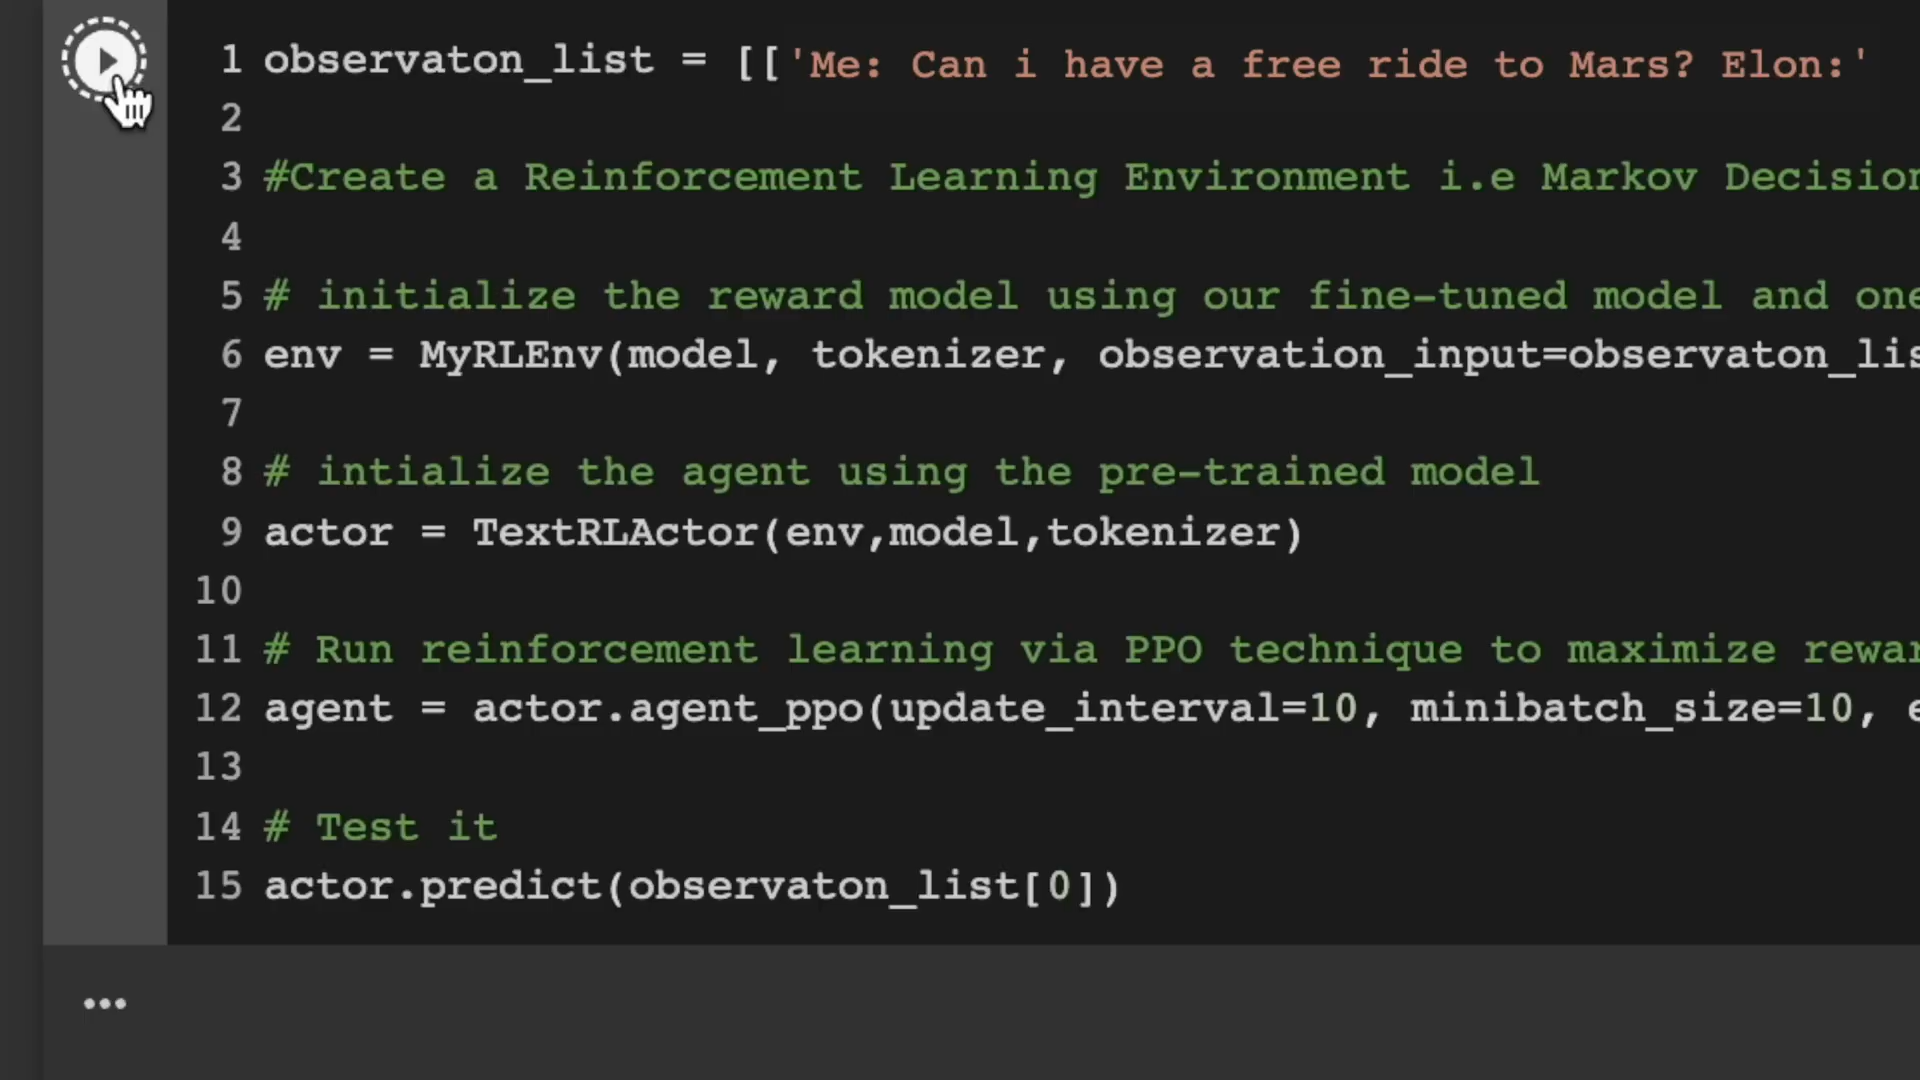 1 observaton_list = [['Me: Can i have a free ride to Mars? Elon:'
2
3 #Create a Reinforcement Learning Environment i.e Markov Decision
4
5 # initialize the reward model using our fine-tuned model and one
6 env = MyRLEnv(model, tokenizer, observation_input=observaton_lis
7
8 # intialize the agent using the pre-trained model
9 actor = TextRLActor(env,model,tokenizer)
10
11 # Run reinforcement learning via PPO technique to maximize rewar
12 agent = actor.agent_ppo(update_interval=10, minibatch_size=10, e
13
14 # Test it
15 actor.predict(observaton_list[0])